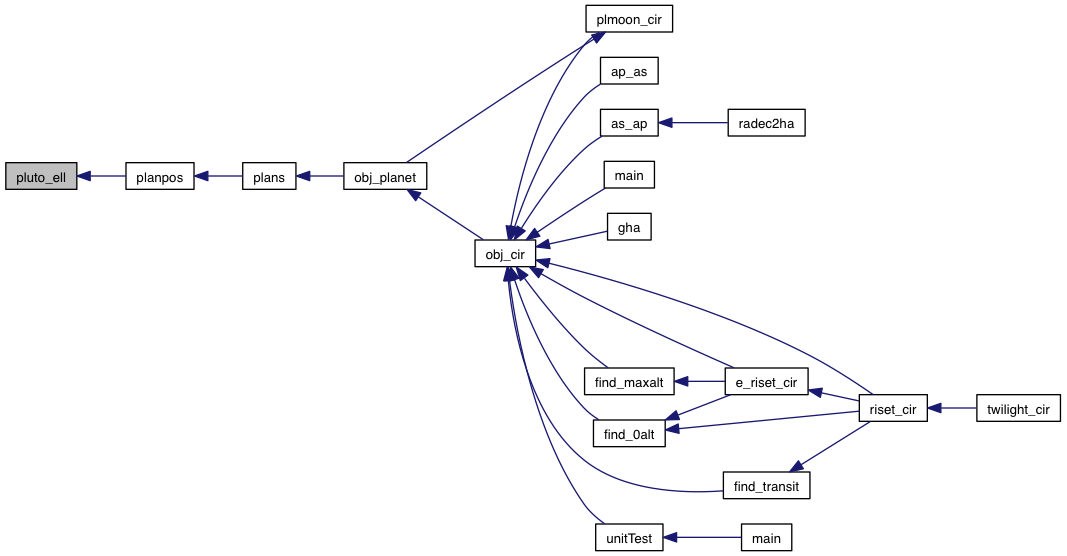 plmoon_cir
ap_as
as_ap
radec2ha
pluto_ell
planpos
plans
obj_planet
main
gha
obj_cir
find_maxalt
e_riset_cir
riset_cir
twilight_cir
find_0alt
find_transit
unitTest
main